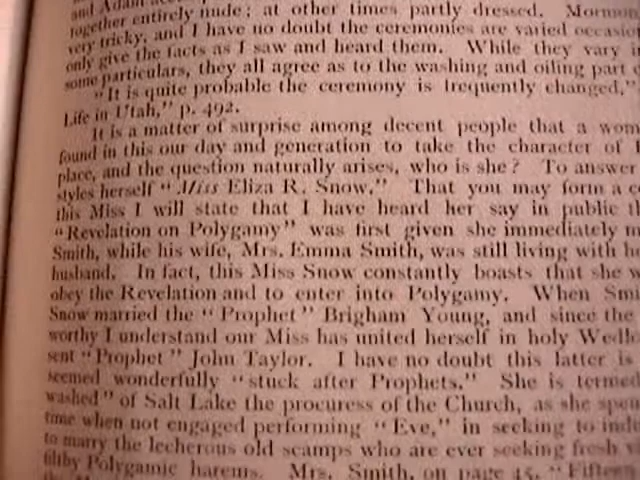 and Adam
together entirely nude; at other times partly dressed. Mormon
very tricky, and I have no doubt the ceremonies are varied occasio
only give the facts as I saw and heard them. While they vary i
some particulars, they all agree as to the washing and oiling part
"It is quite probable the ceremony is frequently changed,"
Life in Utah," p. 492.
It is a matter of surprise among decent people that a wom
found in this our day and generation to take the character of
place, and the question naturally arises, who is she? To answer
styles herself "Miss Eliza R. Snow." That you may form a c
this Miss I will state that I have heard her say in public th
"Revelation on Polygamy" was first given she immediately m
Smith, while his wife, Mrs. Emma Smith, was still living with h
husband. In fact, this Miss Snow constantly boasts that she w
obey the Revelation and to enter into Polygamy. When Smi
Snow married the "Prophet" Brigham Young, and since the
worthy I understand our Miss has united herself in holy Wedlo
sent "Prophet" John Taylor. I have no doubt this latter is
seemed wonderfully "stuck after Prophets." She is termed
washed" of Salt Lake the procuress of the Church, as she spen
time when not engaged performing "Eve," in seeking to indu
to marry the lecherous old scamps who are ever seeking fresh
filthy Polygamic harems. Mrs. Smith, on page 45, "Fifteen